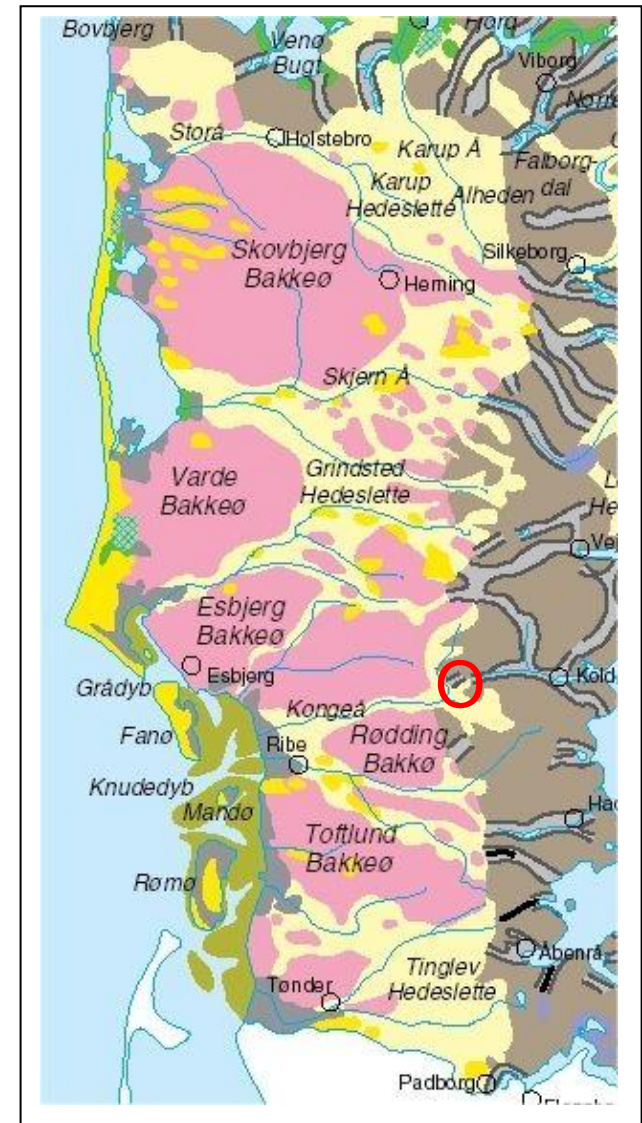 Bovbjerg
Venø
Bugt
Fjord
Viborg
Storå
Holstebro
Karup Å
Karup
Hedeslette
Alheden
Falborg-
dal
Skovbjerg
Bakkeø
Silkeborg
Herning
Skjern Å
Varde
Bakkeø
Grindsted
Hedeslette
Esbjerg
Bakkeø
Esbjerg
Grådyb
Kold
Kongeå
Fanø
Ribe
Rødding
Bakkø
Knudedyb
Mandø
Toftlund
Bakkeø
Rømø
Åbenrå
Tinglev
Hedeslette
Tønder
Padborg